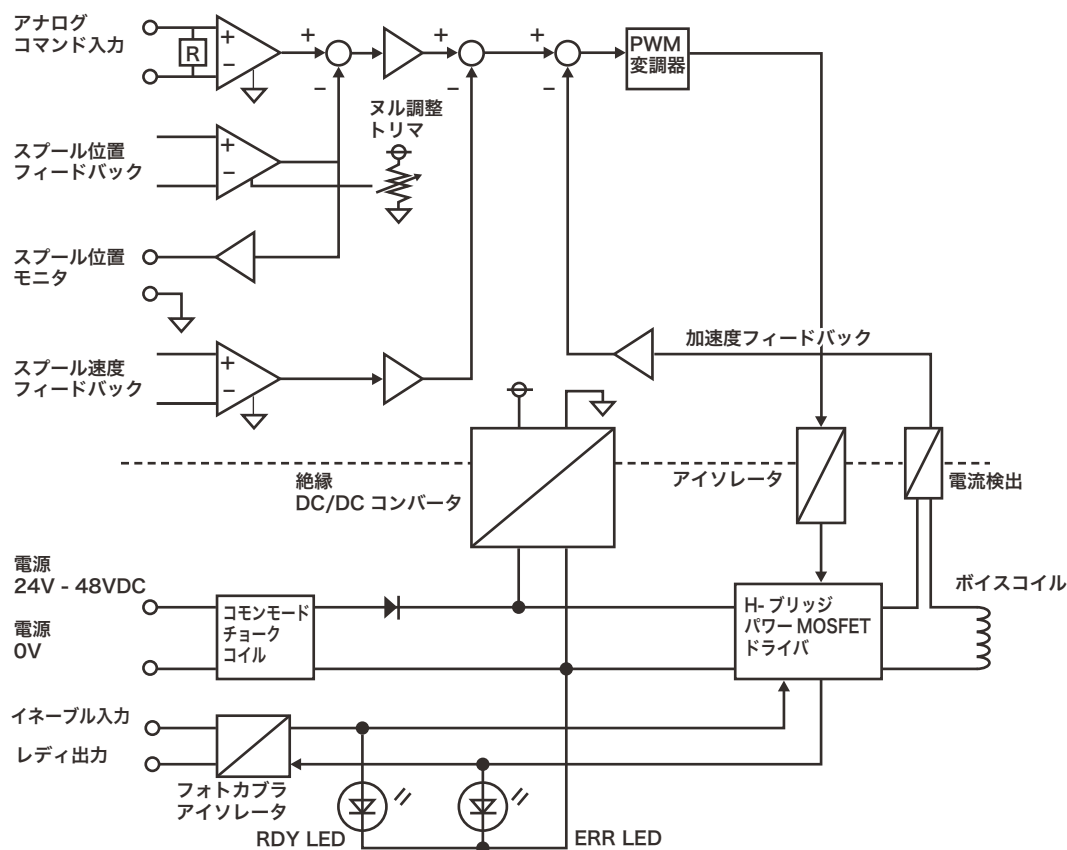 アナログ
コマンド入力
R
+
−
+
−
+
−
+
−
PWM
変調器
ヌル調整
トリマ
スプール位置
フィードバック
+
−
スプール位置
モニタ
加速度フィードバック
スプール速度
フィードバック
+
−
絶縁
DC/DC コンバータ
アイソレータ
電流検出
電源
24V - 48VDC
電源
0V
コモンモード
チョーク
コイル
H- ブリッジ
パワー MOSFET
ドライバ
ボイスコイル
イネーブル入力
レディ出力
フォトカプラ
アイソレータ
RDY LED
ERR LED